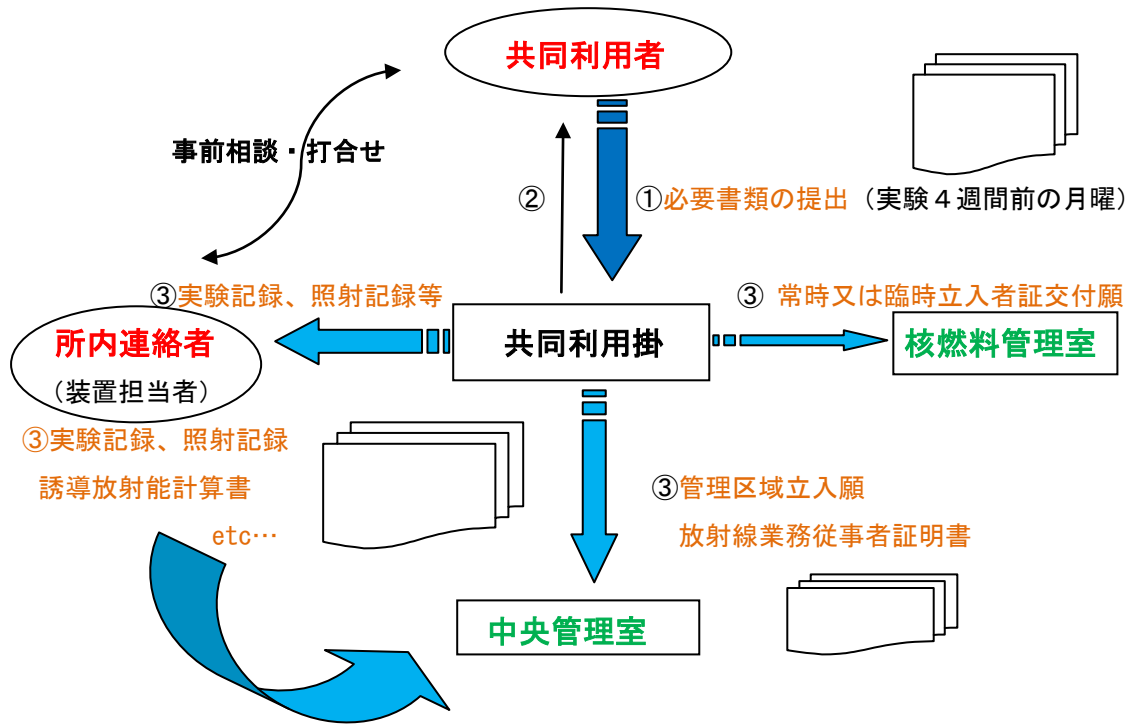 共同利用者
事前相談・打合せ
②
①必要書類の提出（実験４週間前の月曜）
③実験記録、照射記録等
③ 常時又は臨時立入者証交付願
所内連絡者
（装置担当者）
共同利用掛
核燃料管理室
③実験記録、照射記録
誘導放射能計算書
etc…
③管理区域立入願
放射線業務従事者証明書
中央管理室